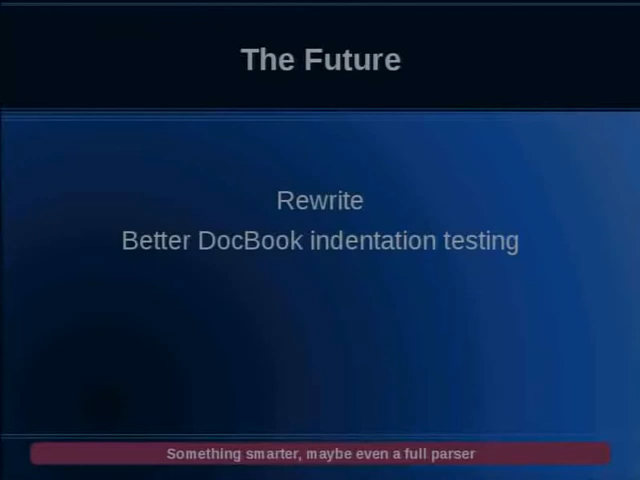 The Future
Rewrite
Better DocBook indentation testing
Something smarter, maybe even a full parser